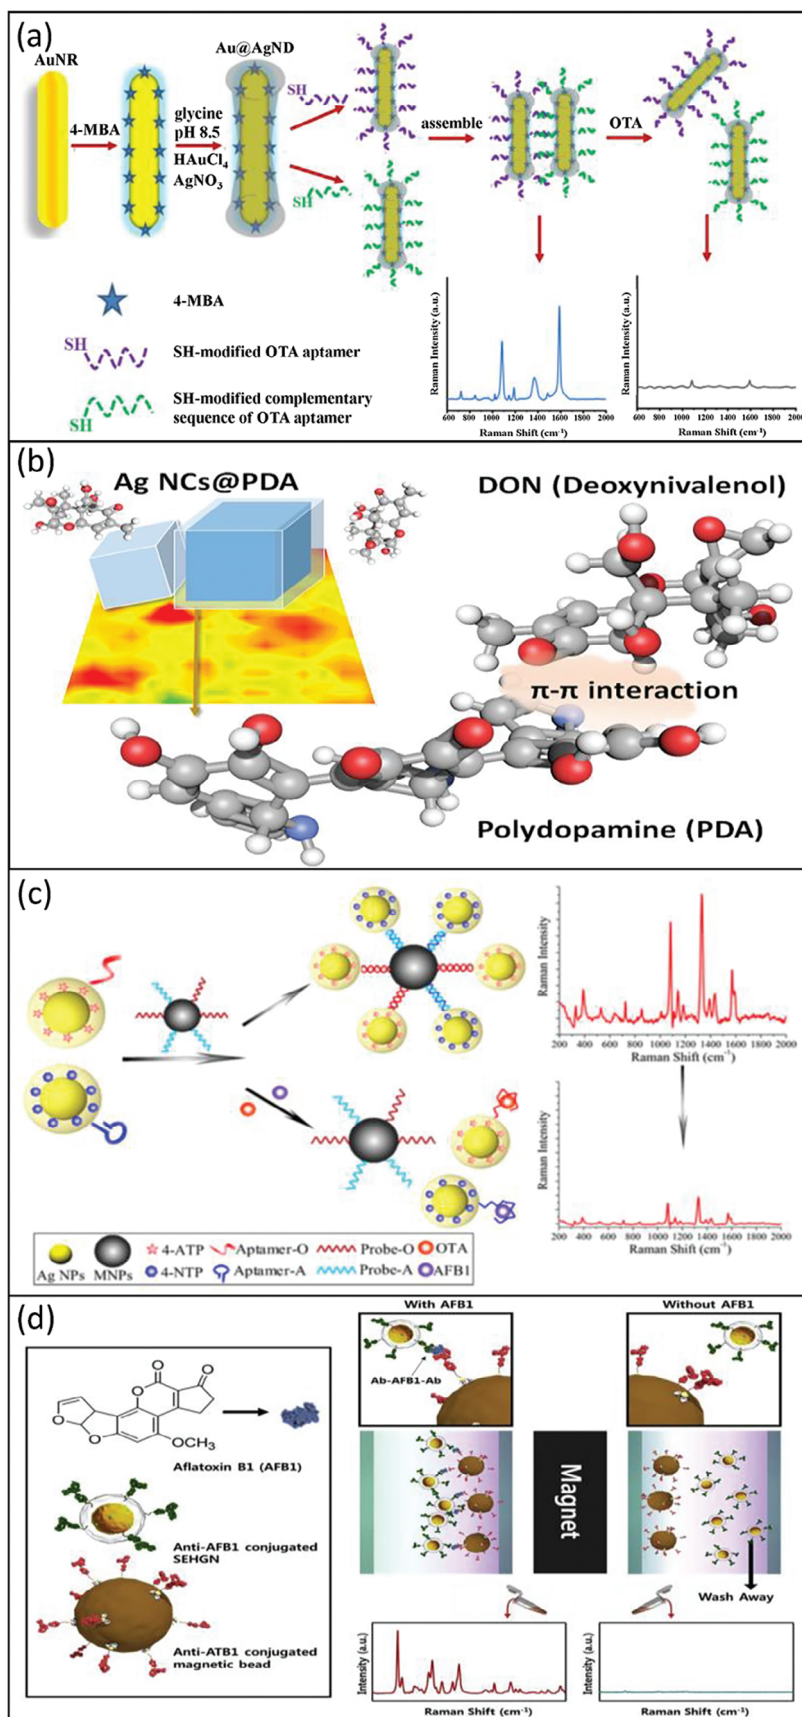 (a)
AuNR
Au@AgND
4-MBA
glycine
pH 8.5
HAuCl4
AgNO3
SH
SH
assemble
OTA
4-MBA
SH
SH-modified OTA aptamer
SH
SH-modified complementary
sequence of OTA aptamer
Raman Intensity (a.u.)
600 800 1000 1200 1400 1600 1800 2000
Raman Shift (cm-1)
Raman Intensity (a.u.)
600 800 1000 1200 1400 1600 1800 2000
Raman Shift (cm-1)
(b)
Ag NCs@PDA
DON (Deoxynivalenol)
π-π interaction
Polydopamine (PDA)
(c)
Raman Intensity
200 400 600 800 1000 1200 1400 1600 1800 2000
Raman Shift (cm-1)
Raman Intensity
200 400 600 800 1000 1200 1400 1600 1800 2000
Raman Shift (cm-1)
Ag NPs
MNPs
4-ATP
Aptamer-O
Probe-O
OTA
4-NTP
Aptamer-A
Probe-A
AFB1
(d)
With AFB1
Without AFB1
Ab-AFB1-Ab
O
O
O
O
O
OCH3
Aflatoxin B1 (AFB1)
Anti-AFB1 conjugated
SEHGN
Anti-ATB1 conjugated
magnetic bead
Magnet
Wash Away
Intensity (a.u.)
Raman Shift (cm-1)
Intensity (a.u.)
Raman Shift (cm-1)